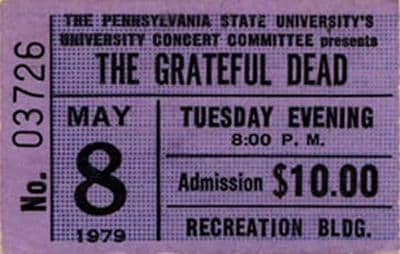 THE PENNSYLVANIA STATE UNIVERSITY'S
UNIVERSITY CONCERT COMMITTEE presents
THE GRATEFUL DEAD
No. 03726
MAY
8
1979
TUESDAY EVENING
8:00 P. M.
Admission $10.00
RECREATION BLDG.